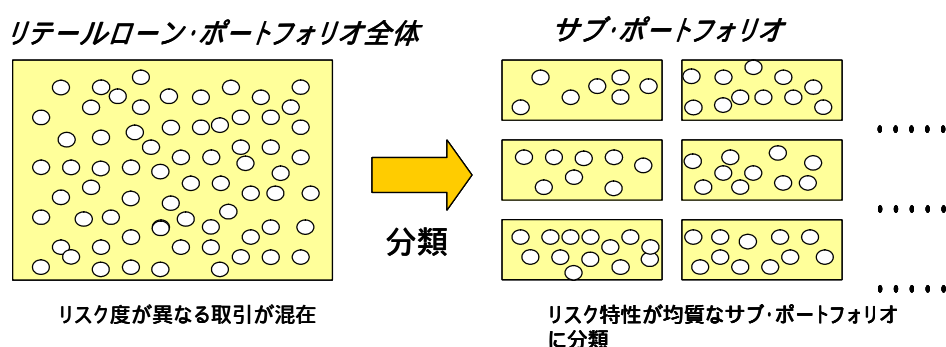 リテールローン・ポートフォリオ全体
サブ・ポートフォリオ
分類
リスク度が異なる取引が混在
リスク特性が均質なサブ・ポートフォリオ
に分類